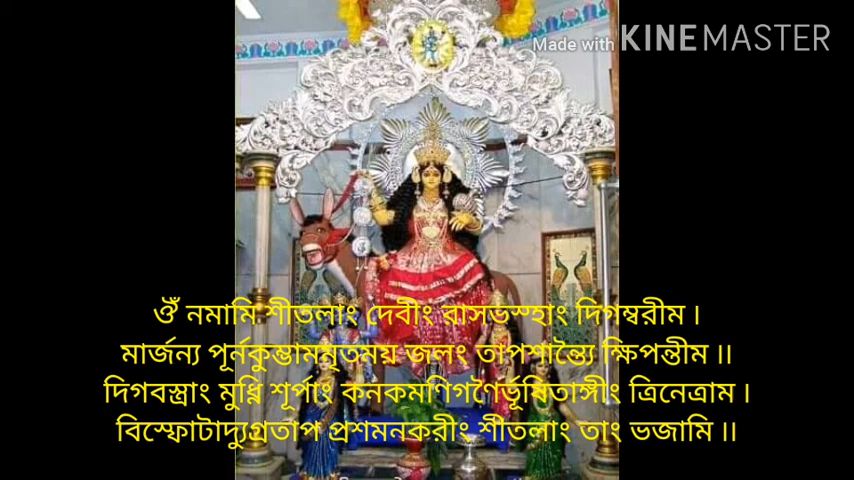 Made with KINEMASTER
ওঁ নমামি শীতলাং দেবীং রাসভস্হাং দিগম্বরীম ।
মার্জন্য পূর্নকুম্ভামমৃতময় জলং তাপশান্ত্যৈ ক্ষিপন্তীম ।।
দিগবস্ত্রাং মুগ্ধি শূর্পাং কনকমণিগণৈর্ভূষিতাঙ্গীং ত্রিনেত্রাম ।
বিস্ফোটাদ্যুগ্রতাপ প্রশমনকরীং শীতলাং তাং ভজামি ।।